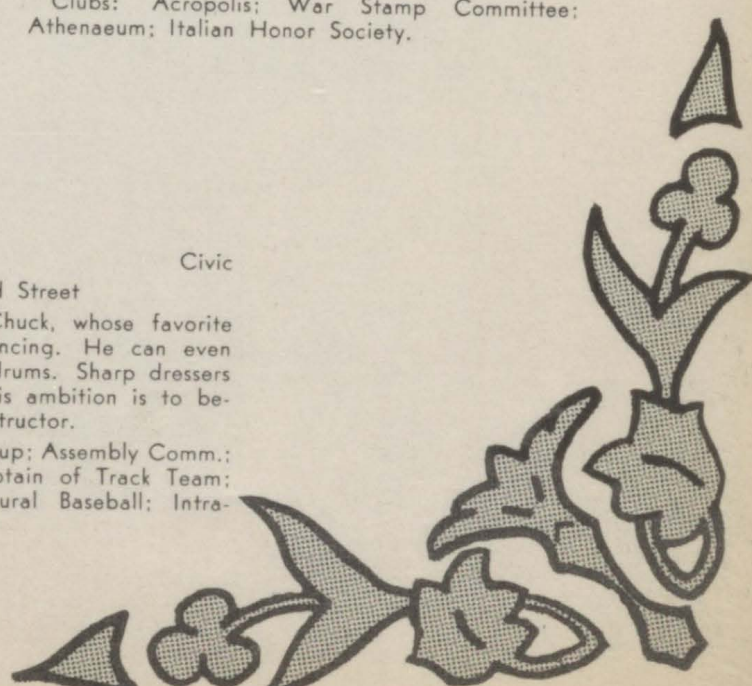 Clubs: Acropolis; War Stamp Committee;
Athenaeum; Italian Honor Society.
Civic
Street
Chuck, whose favorite
ncing. He can even
drums. Sharp dressers
is ambition is to be-
tructor.
up; Assembly Comm.;
ptain of Track Team;
ural Baseball; Intra-